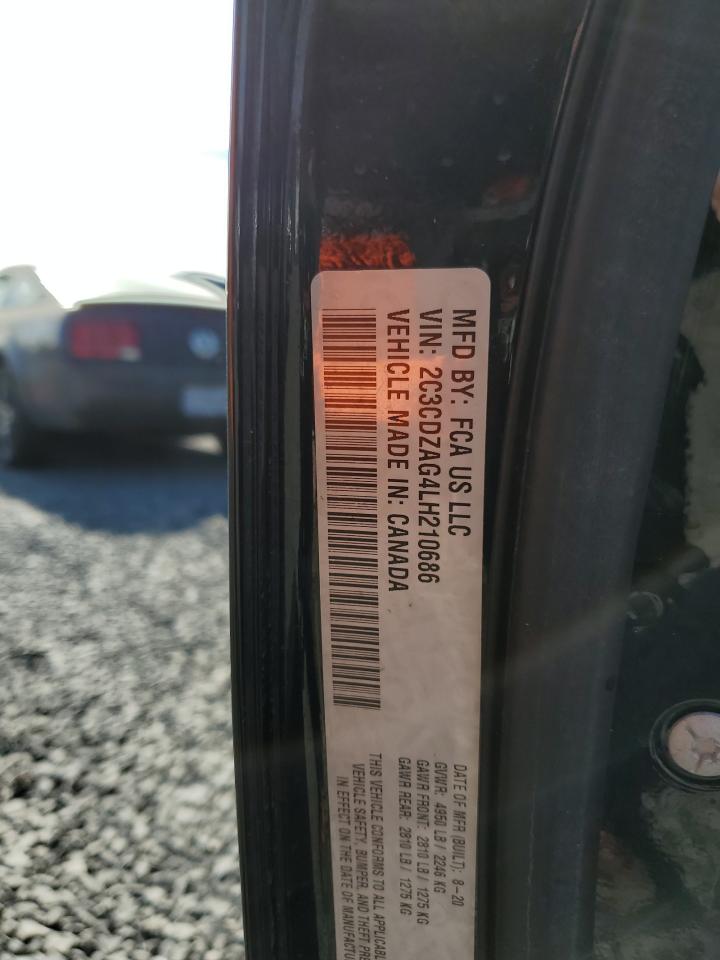 MFD BY: FCA US LLC
VIN: 2C3CDZAG4LH210686
VEHICLE MADE IN: CANADA
DATE OF MFR (BUILT): 8-20
GVWR: 4950 LB / 2246 KG
GAWR FRONT: 2810 LB / 1275 KG
GAWR REAR: 2810 LB / 1275 KG
THIS VEHICLE CONFORMS TO ALL APPLICABLE
VEHICLE SAFETY, BUMPER, AND THEFT PRE
IN EFFECT ON THE DATE OF MANUFACTU